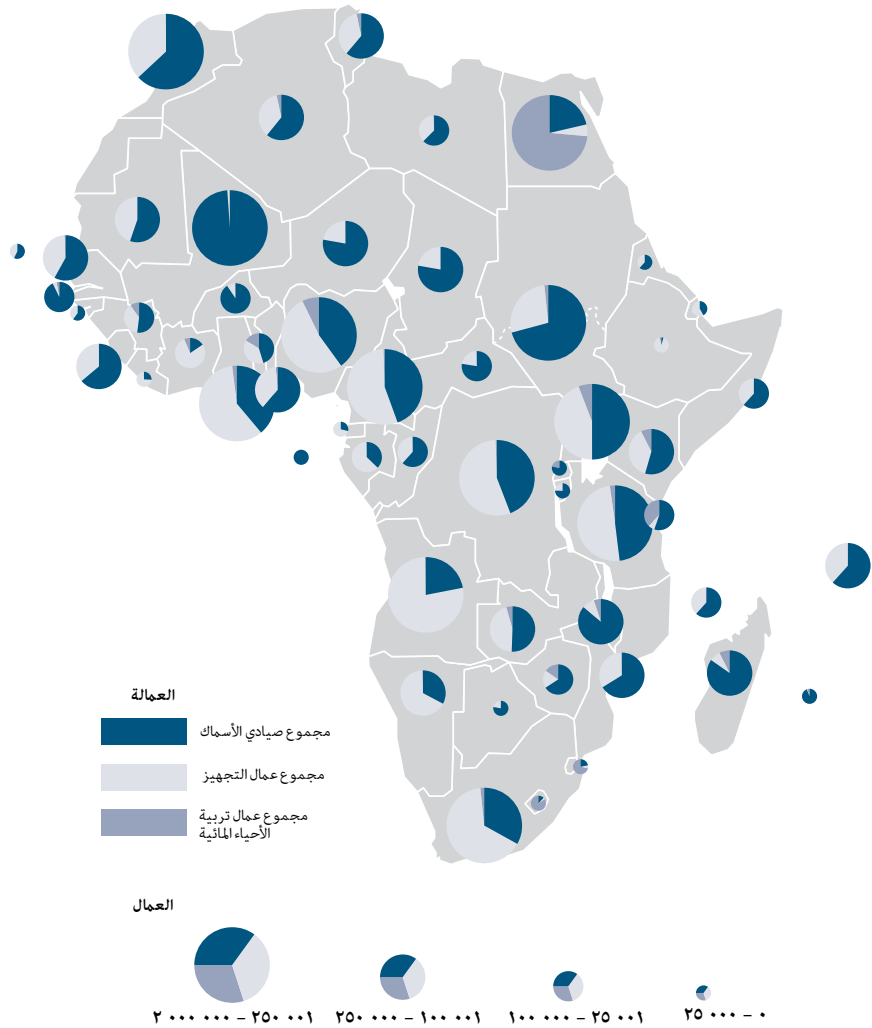 العمالة
مجموع صيادي الأسماك
مجموع عمال التجهيز
مجموع عمال تربية
الأحياء المائية
العمال
٠ – ٢٥ ٠٠٠
٢٥ ٠٠١ – ١٠٠ ٠٠٠
١٠٠ ٠٠١ – ٢٥٠ ٠٠٠
٢٥٠ ٠٠١ – ٢ ٠٠٠ ٠٠٠